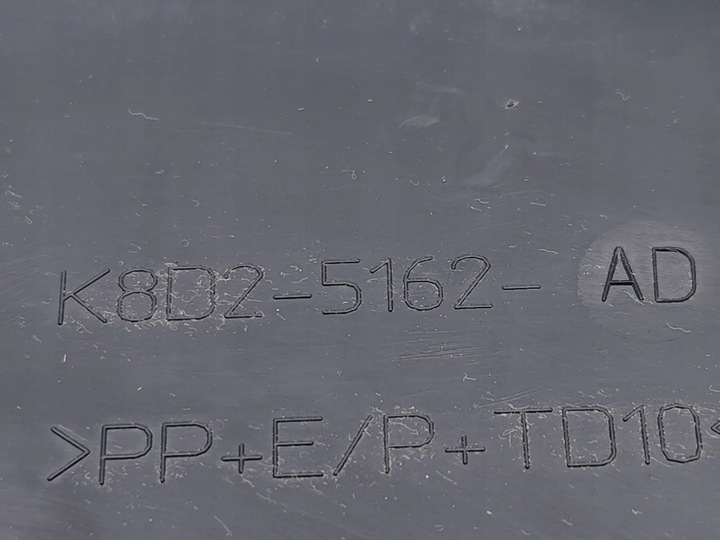 K8D2-5162- AD
>PP+E/P+TD10<